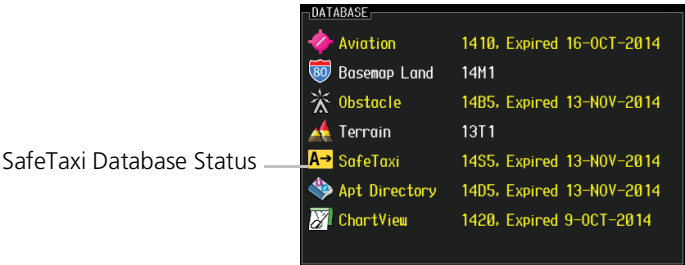 DATABASE
Aviation 1410, Expired 16-OCT-2014
80 Basemap Land 14M1
Obstacle 14B5, Expired 13-NOV-2014
Terrain 13T1
SafeTaxi Database Status A→ SafeTaxi 14S5, Expired 13-NOV-2014
Apt Directory 14D5, Expired 13-NOV-2014
ChartView 1420, Expired 9-OCT-2014